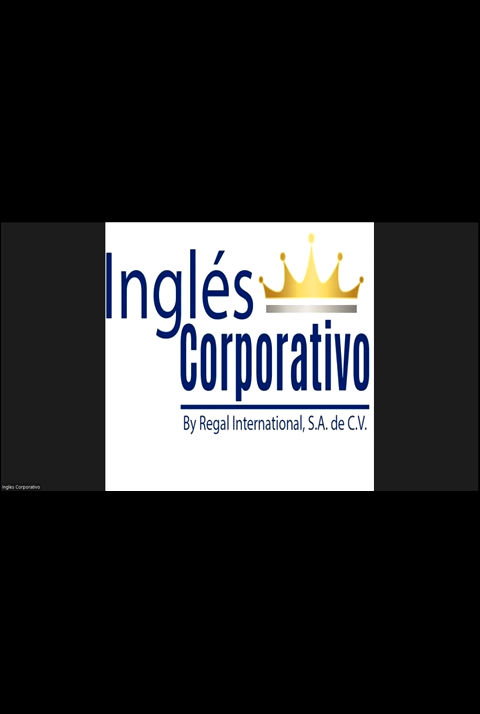 Inglés
Corporativo
By Regal International, S.A. de C.V.
Ingles Corporativo